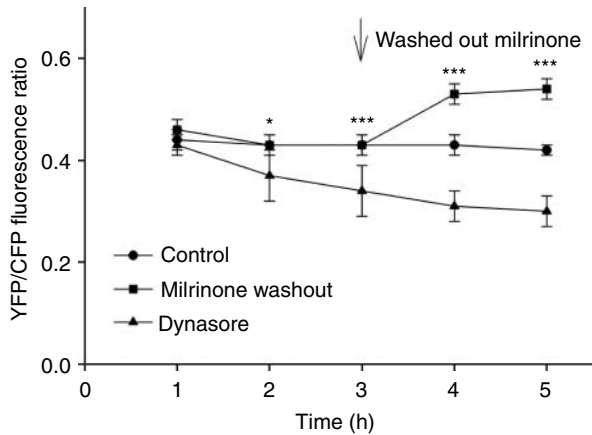 0.6
Washed out milrinone
***
***
*
***
0.4
YFP/CFP fluorescence ratio
0.2
Control
Milrinone washout
Dynasore
0.0
0
1
2
3
4
5
Time (h)